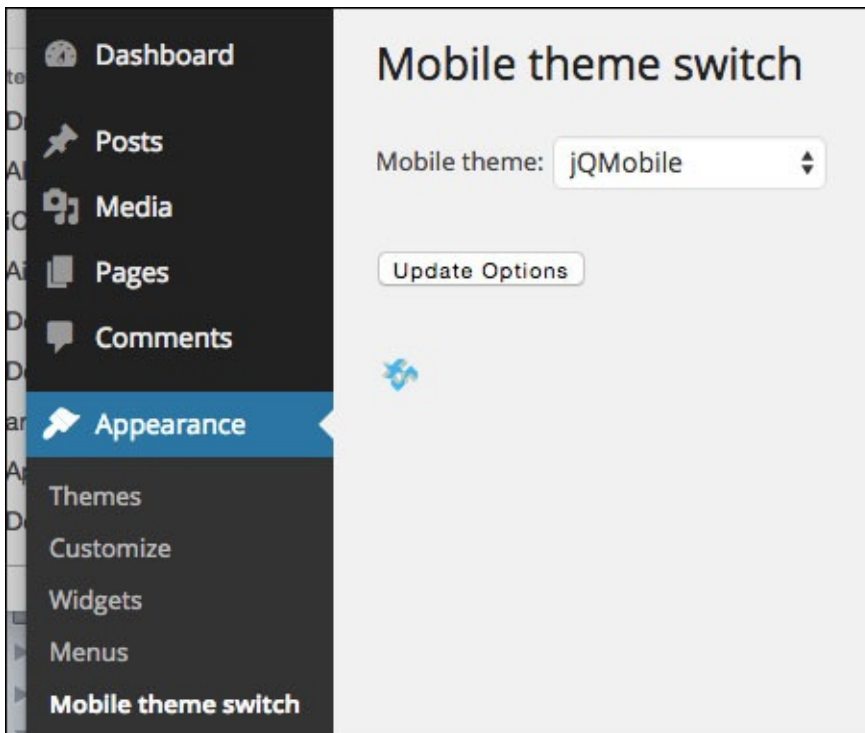 Dashboard
Posts
Media
Pages
Comments
Appearance
Themes
Customize
Widgets
Menus
Mobile theme switch
Mobile theme switch
Mobile theme: jQMobile
Update Options